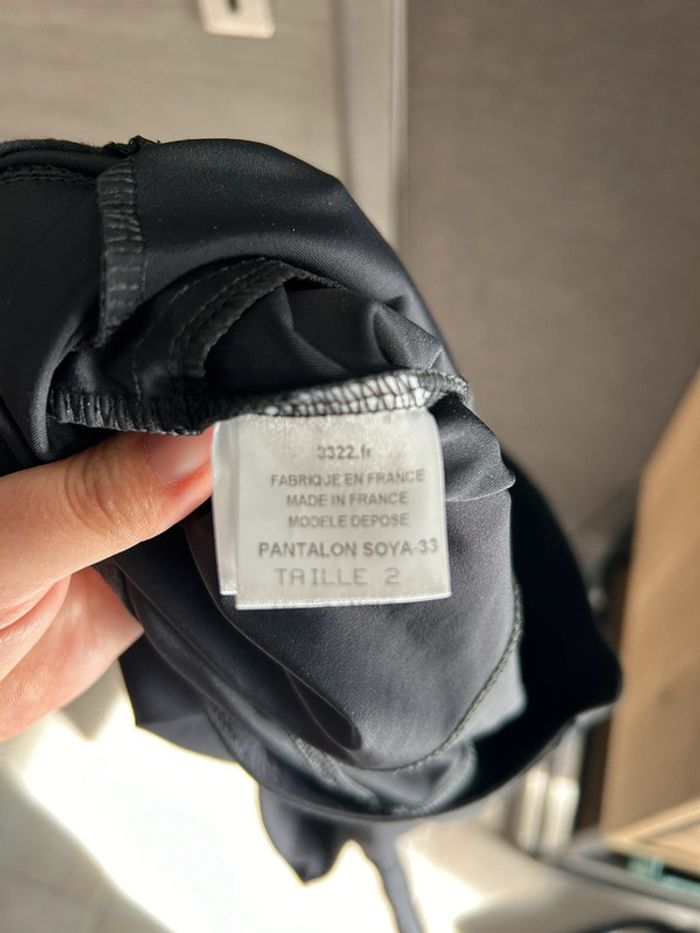 3322.fr
FABRIQUE EN FRANCE
MADE IN FRANCE
MODELE DEPOSE
PANTALON SOYA-33
TAILLE 2